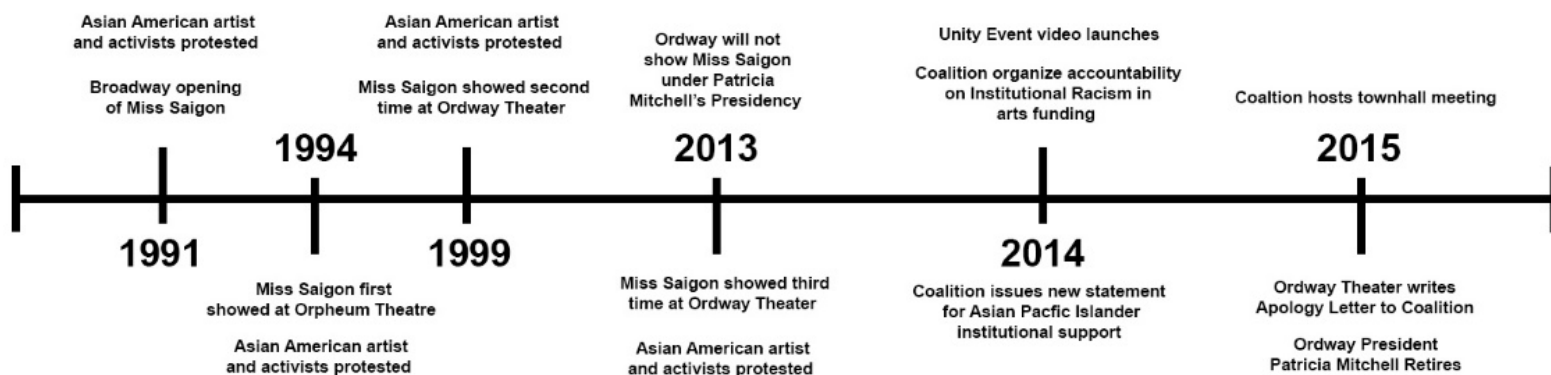 Asian American artist
and activists protested
Broadway opening
of Miss Saigon
1991
1994
Miss Saigon first
showed at Orpheum Theatre
Asian American artist
and activists protested
Asian American artist
and activists protested
Miss Saigon showed second
time at Ordway Theater
1999
Ordway will not
show Miss Saigon
under Patricia
Mitchell's Presidency
2013
Miss Saigon showed third
time at Ordway Theater
Asian American artist
and activists protested
Unity Event video launches
Coalition organize accountability
on Institutional Racism in
arts funding
2014
Coalition issues new statement
for Asian Pacfic Islander
institutional support
Coaltion hosts townhall meeting
2015
Ordway Theater writes
Apology Letter to Coalition
Ordway President
Patricia Mitchell Retires